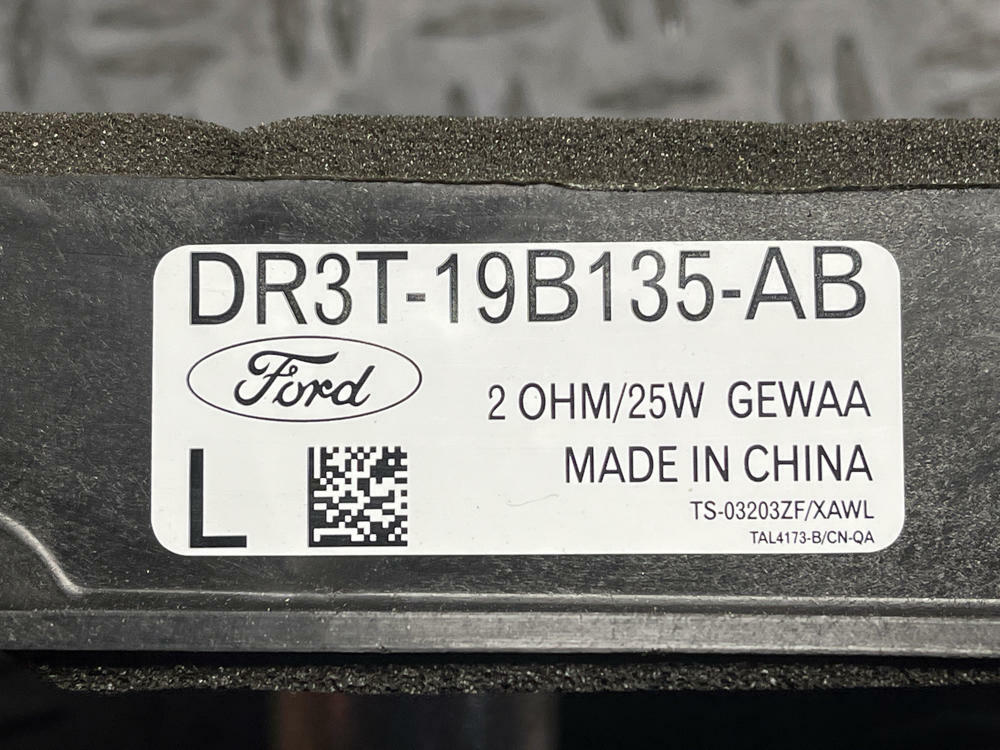 DR3T-19B135-AB
Ford
2 OHM/25W GEWAA
MADE IN CHINA
L
TS-03203ZF/XAWL
TAL4173-B/CN-QA